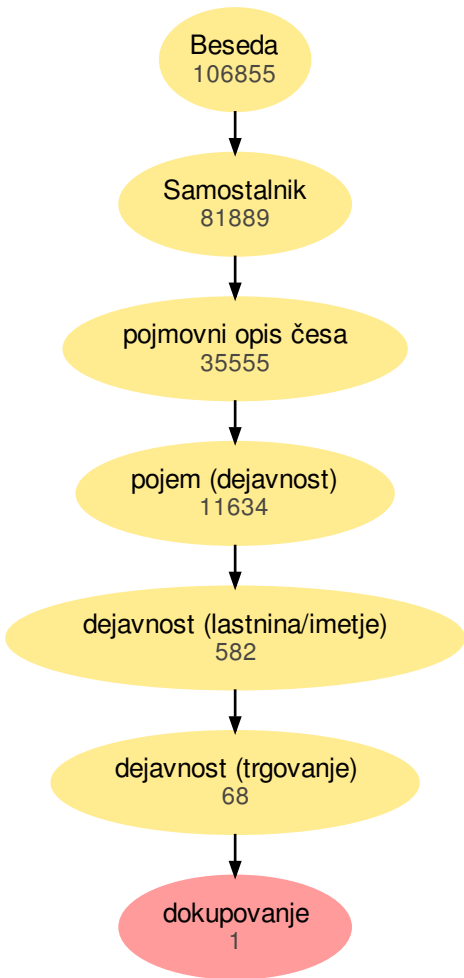 Beseda
106855
Samostalnik
81889
pojmovni opis česa
35555
pojem (dejavnost)
11634
dejavnost (lastnina/imetje)
582
dejavnost (trgovanje)
68
dokupovanje
1